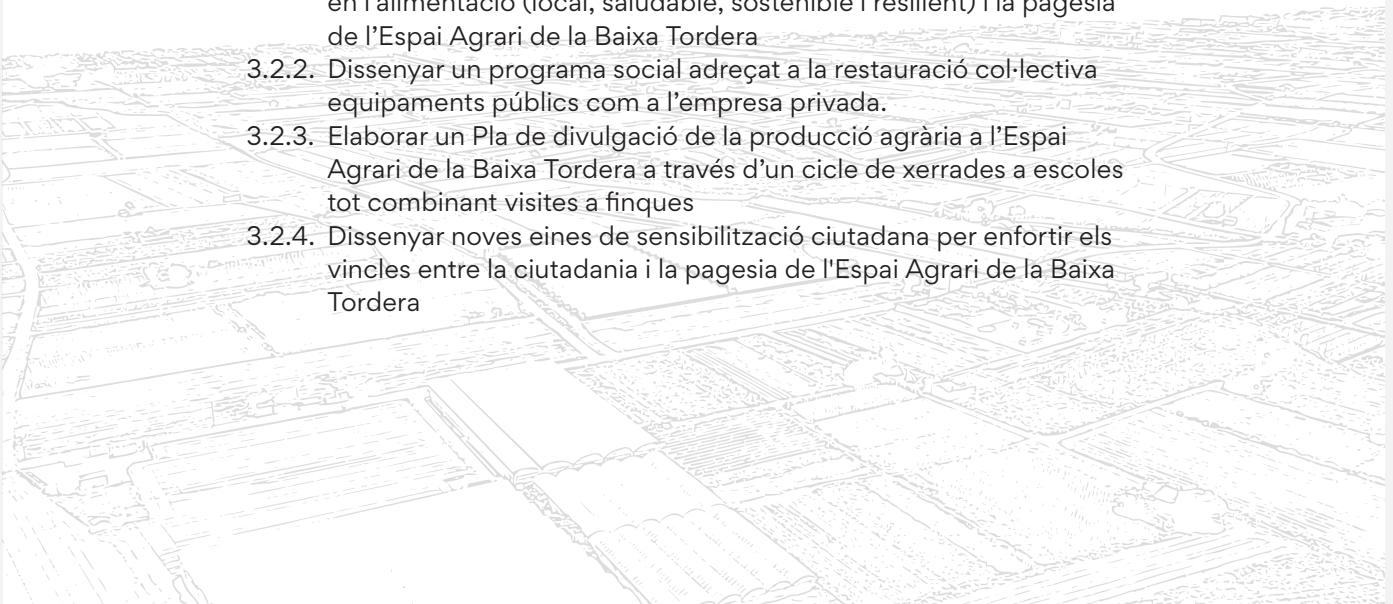 en l'alimentació (local, saludable, sostenible i resilient) i la pagesia
de l’Espai Agrari de la Baixa Tordera
3.2.2. Dissenyar un programa social adreçat a la restauració col·lectiva
equipaments públics com a l’empresa privada.
3.2.3. Elaborar un Pla de divulgació de la producció agrària a l’Espai
Agrari de la Baixa Tordera a través d’un cicle de xerrades a escoles
tot combinant visites a finques
3.2.4. Dissenyar noves eines de sensibilització ciutadana per enfortir els
vincles entre la ciutadania i la pagesia de l'Espai Agrari de la Baixa
Tordera